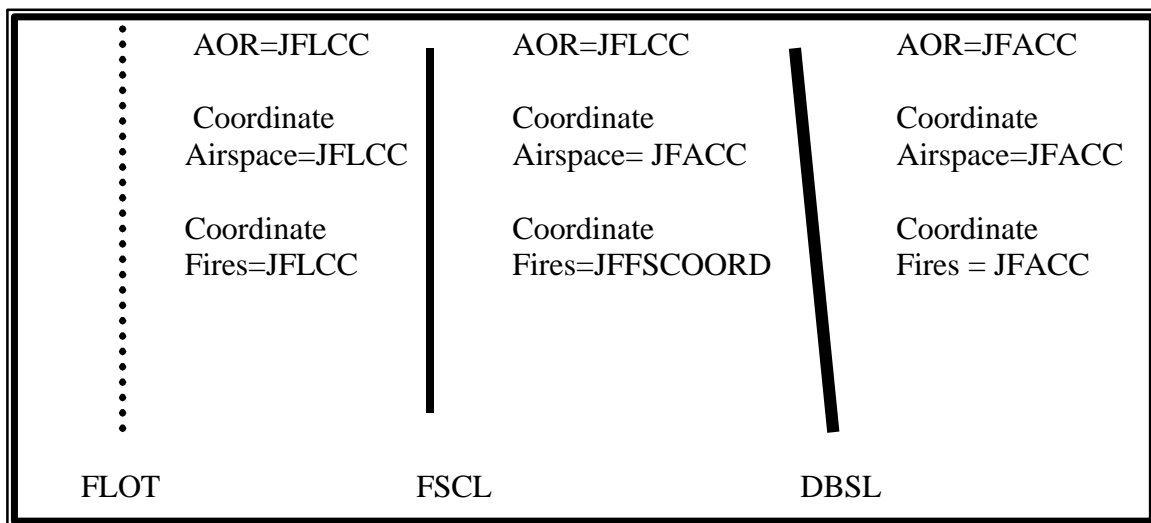 AOR=JFLCC
Coordinate
Airspace=JFLCC
Coordinate
Fires=JFLCC
AOR=JFLCC
Coordinate
Airspace= JFACC
Coordinate
Fires=JFFSCOORD
AOR=JFACC
Coordinate
Airspace=JFACC
Coordinate
Fires = JFACC
FLOT
FSCL
DBSL